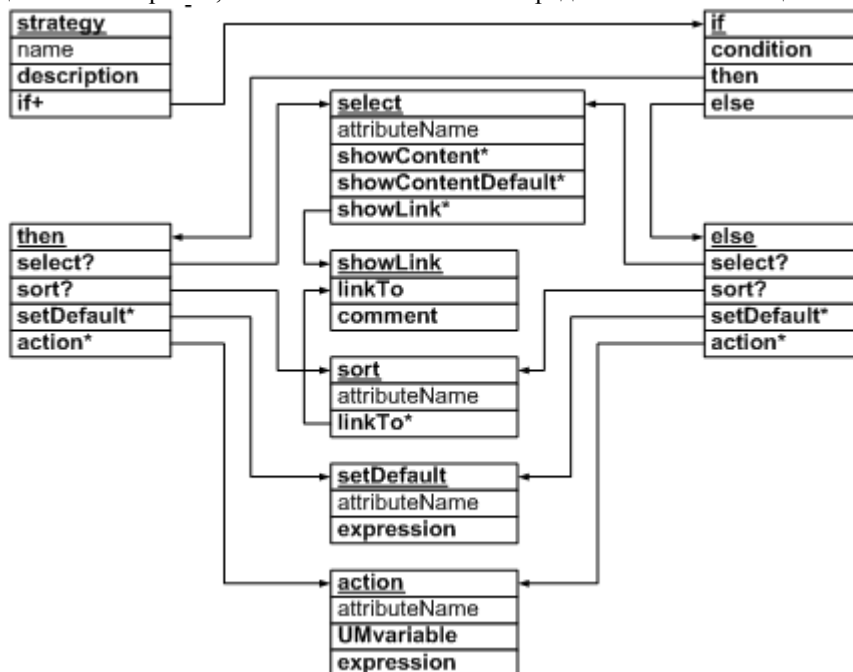 strategy
name
description
if+
if
condition
then
else
select
attributeName
showContent*
showContentDefault*
showLink*
then
select?
sort?
setDefault*
action*
showLink
linkTo
comment
else
select?
sort?
setDefault*
action*
sort
attributeName
linkTo*
setDefault
attributeName
expression
action
attributeName
UMvariable
expression